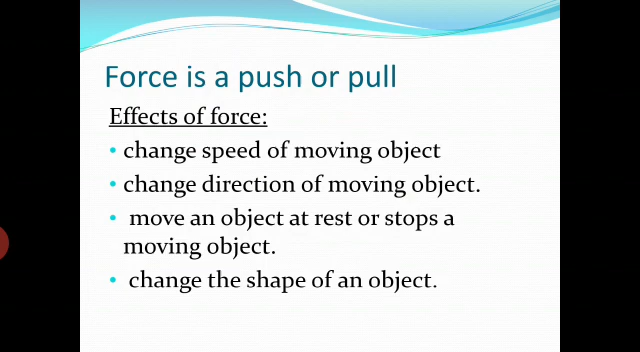 Force is a push or pull
Effects of force:
• change speed of moving object
• change direction of moving object.
• move an object at rest or stops a
moving object.
• change the shape of an object.